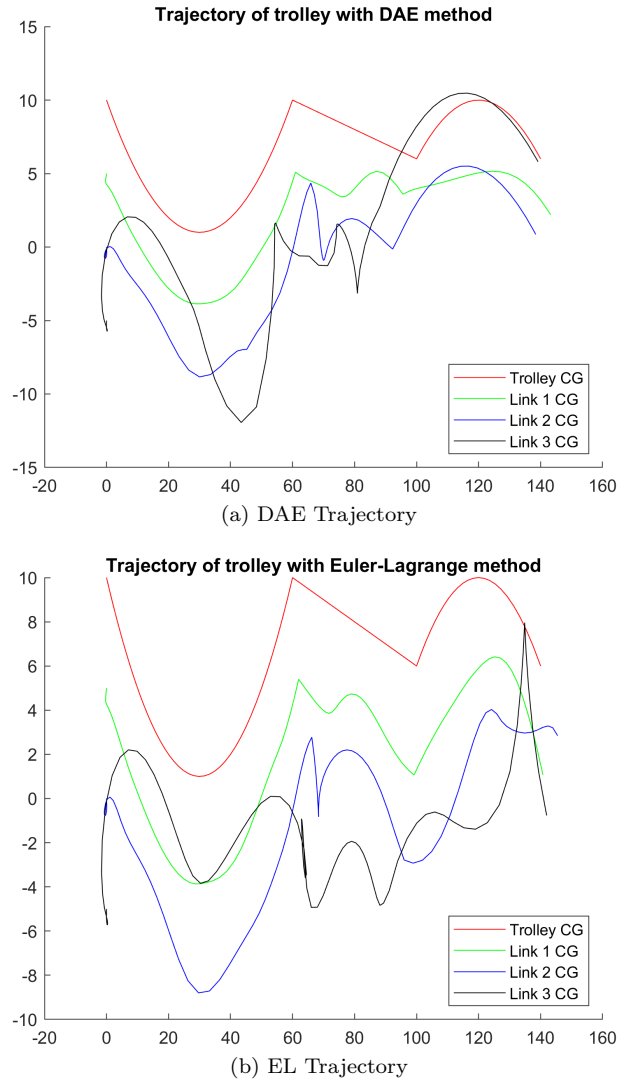 Trajectory of trolley with DAE method
15
10
5
0
-5
-10
-15
-20 0 20 40 60 80 100 120 140 160
Trolley CG
Link 1 CG
Link 2 CG
Link 3 CG
(a) DAE Trajectory
Trajectory of trolley with Euler-Lagrange method
10
8
6
4
2
0
-2
-4
-6
-8
-10
-20 0 20 40 60 80 100 120 140 160
Trolley CG
Link 1 CG
Link 2 CG
Link 3 CG
(b) EL Trajectory